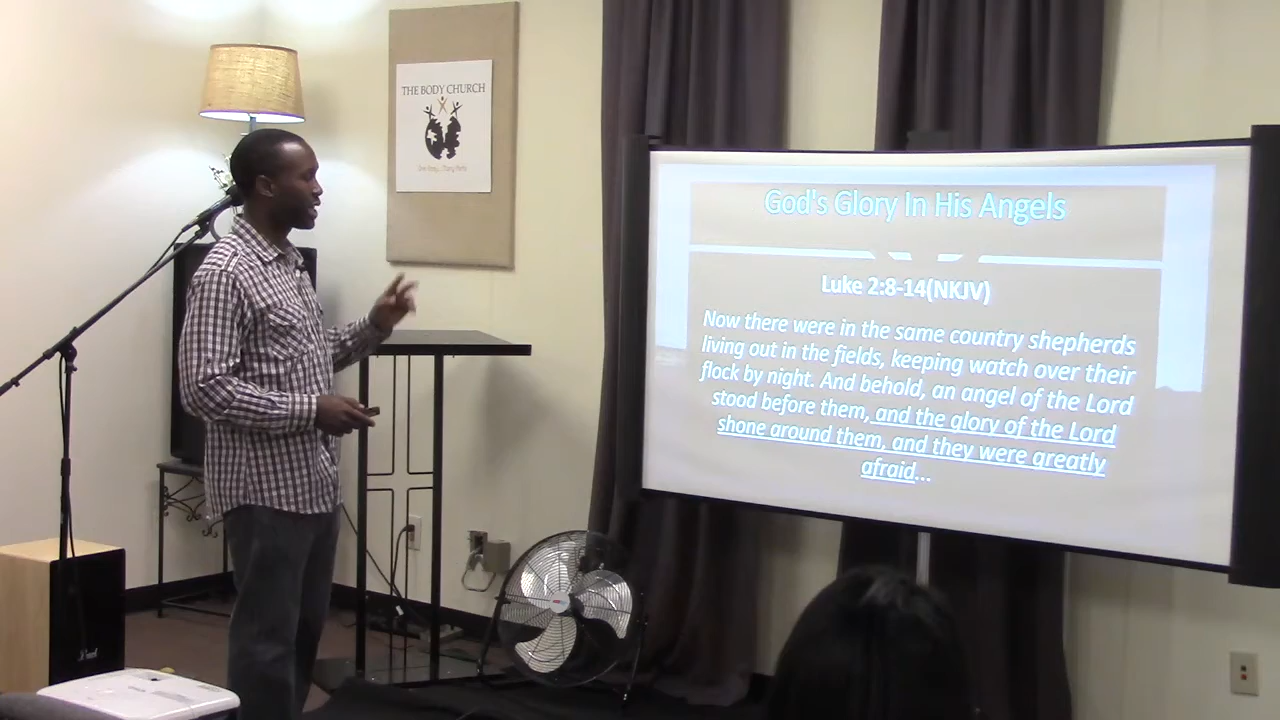 THE BODY CHURCH
God's Glory In His Angels
Luke 2:8-14(NKJV)
Now there were in the same country shepherds
living out in the fields, keeping watch over their
flock by night. And behold, an angel of the Lord
stood before them, and the glory of the Lord
shone around them, and they were greatly
afraid...